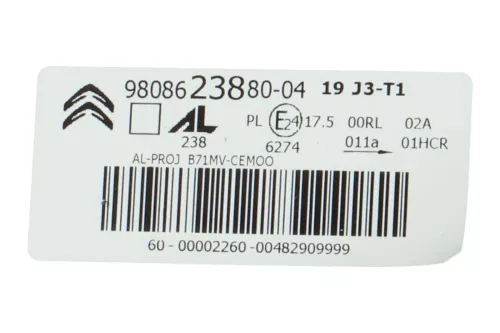 9808623880-04 19 J3-T1
AL PL E24 17.5 00RL 02A
238 6274 011a 01HCR
AL-PROJ B71MV-CEMOO
60-00002260-00482909999